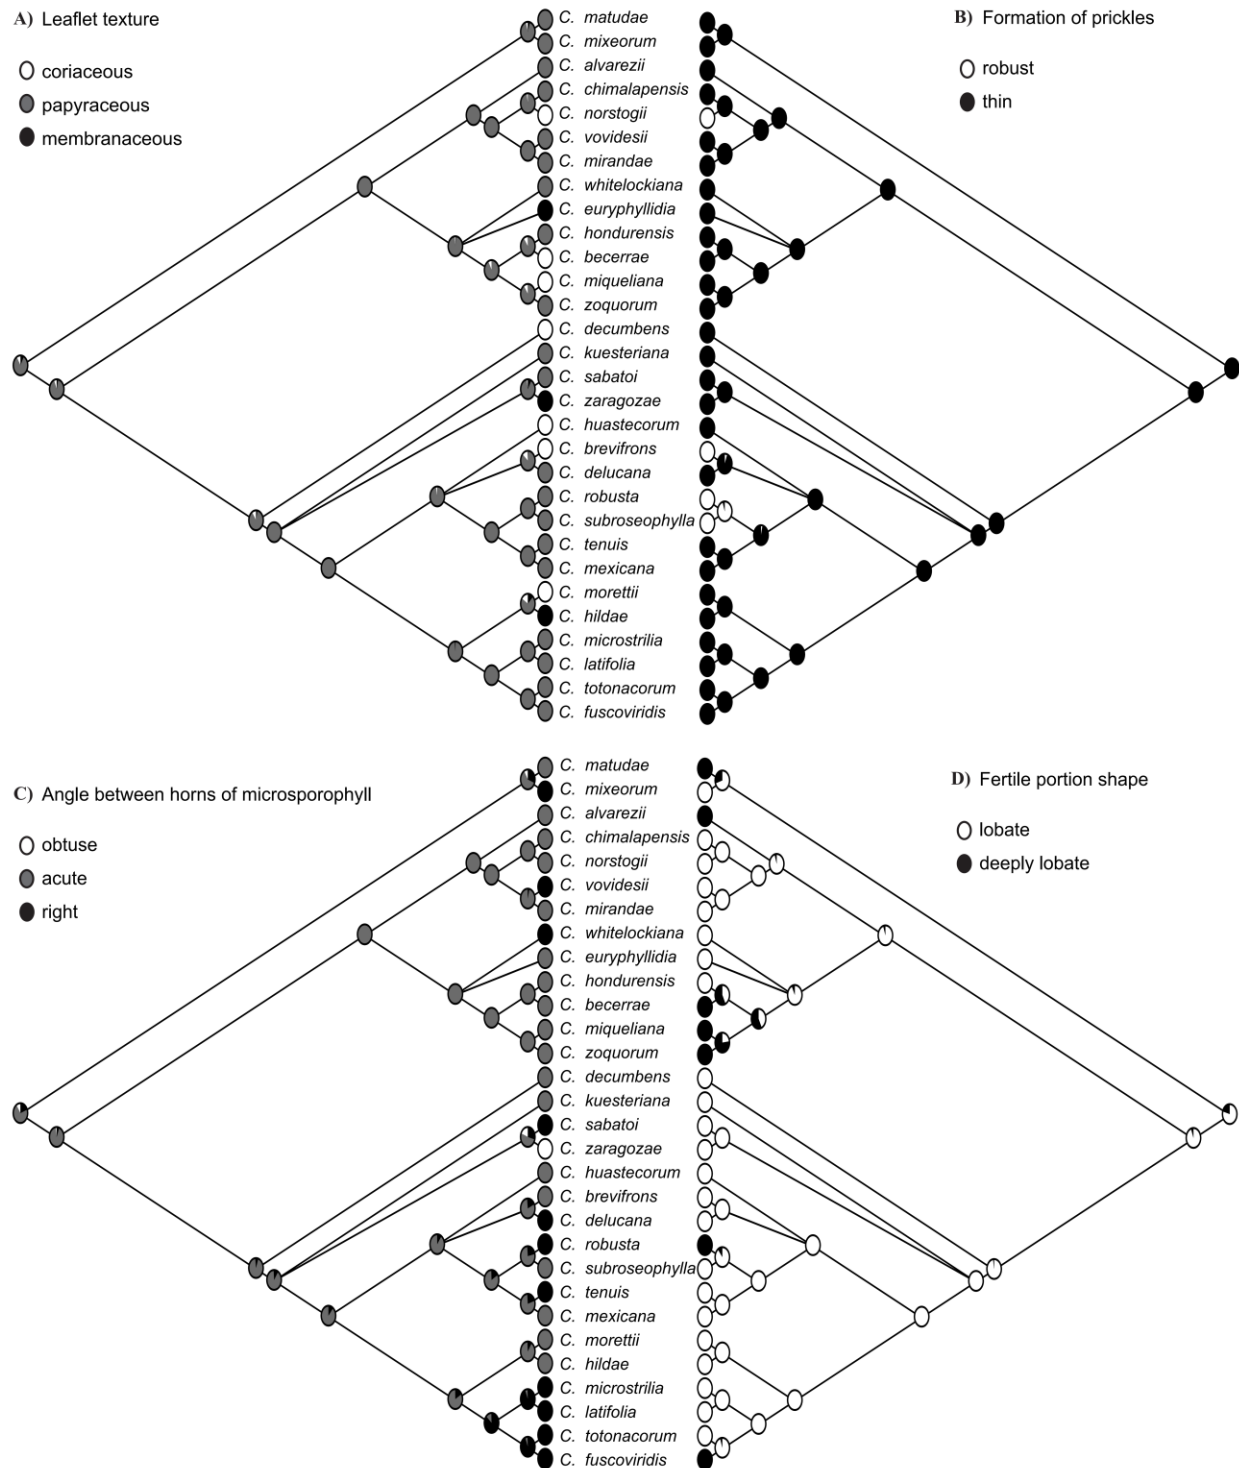 A) Leaflet texture
coriaceous
papyraceous
membranaceous
C. matudae
C. mixeorum
C. alvarezii
C. chimalapensis
C. norstogii
C. vovidesii
C. mirandae
C. whitelockiana
C. euryphyllidia
C. hondurensis
C. becerrae
C. miqueliana
C. zoquorum
C. decumbens
C. kuesteriana
C. sabatoi
C. zaragozae
C. huastecorum
C. brevifrons
C. delucana
C. robusta
C. subroseophylla
C. tenuis
C. mexicana
C. morettii
C. hildae
C. microstrilia
C. latifolia
C. totonacorum
C. fuscoviridis
B) Formation of prickles
robust
thin
C) Angle between horns of microsporophyll
obtuse
acute
right
C. matudae
C. mixeorum
C. alvarezii
C. chimalapensis
C. norstogii
C. vovidesii
C. mirandae
C. whitelockiana
C. euryphyllidia
C. hondurensis
C. becerrae
C. miqueliana
C. zoquorum
C. decumbens
C. kuesteriana
C. sabatoi
C. zaragozae
C. huastecorum
C. brevifrons
C. delucana
C. robusta
C. subroseophylla
C. tenuis
C. mexicana
C. morettii
C. hildae
C. microstrilia
C. latifolia
C. totonacorum
C. fuscoviridis
D) Fertile portion shape
lobate
deeply lobate